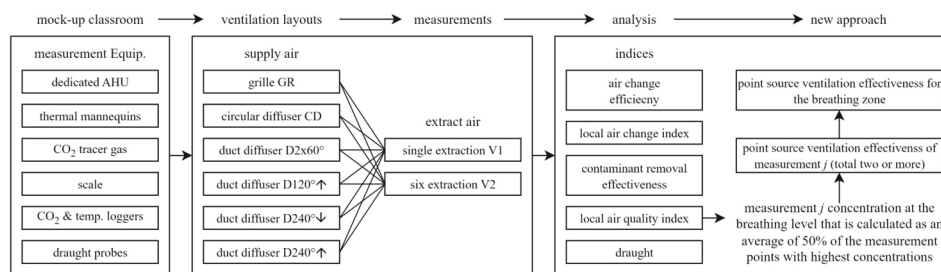 mock-up classroom
ventilation layouts
measurements
analysis
new approach
measurement Equip.
dedicated AHU
thermal mannequins
CO₂ tracer gas
scale
CO₂ & temp. loggers
draught probes
supply air
grille GR
circular diffuser CD
duct diffuser D2x60°
duct diffuser D120°↑
duct diffuser D240°↓
duct diffuser D240°↑
extract air
single extraction V1
six extraction V2
indices
air change
efficiecny
local air change index
contaminant removal
effectiveness
local air quality index
draught
point source ventilation effectiveness for
the breathing zone
point source ventilation effectivenss of
measurement j (total two or more)
measurement j concentration at the
breathing level that is calculated as an
average of 50% of the measurement
points with highest concentrations